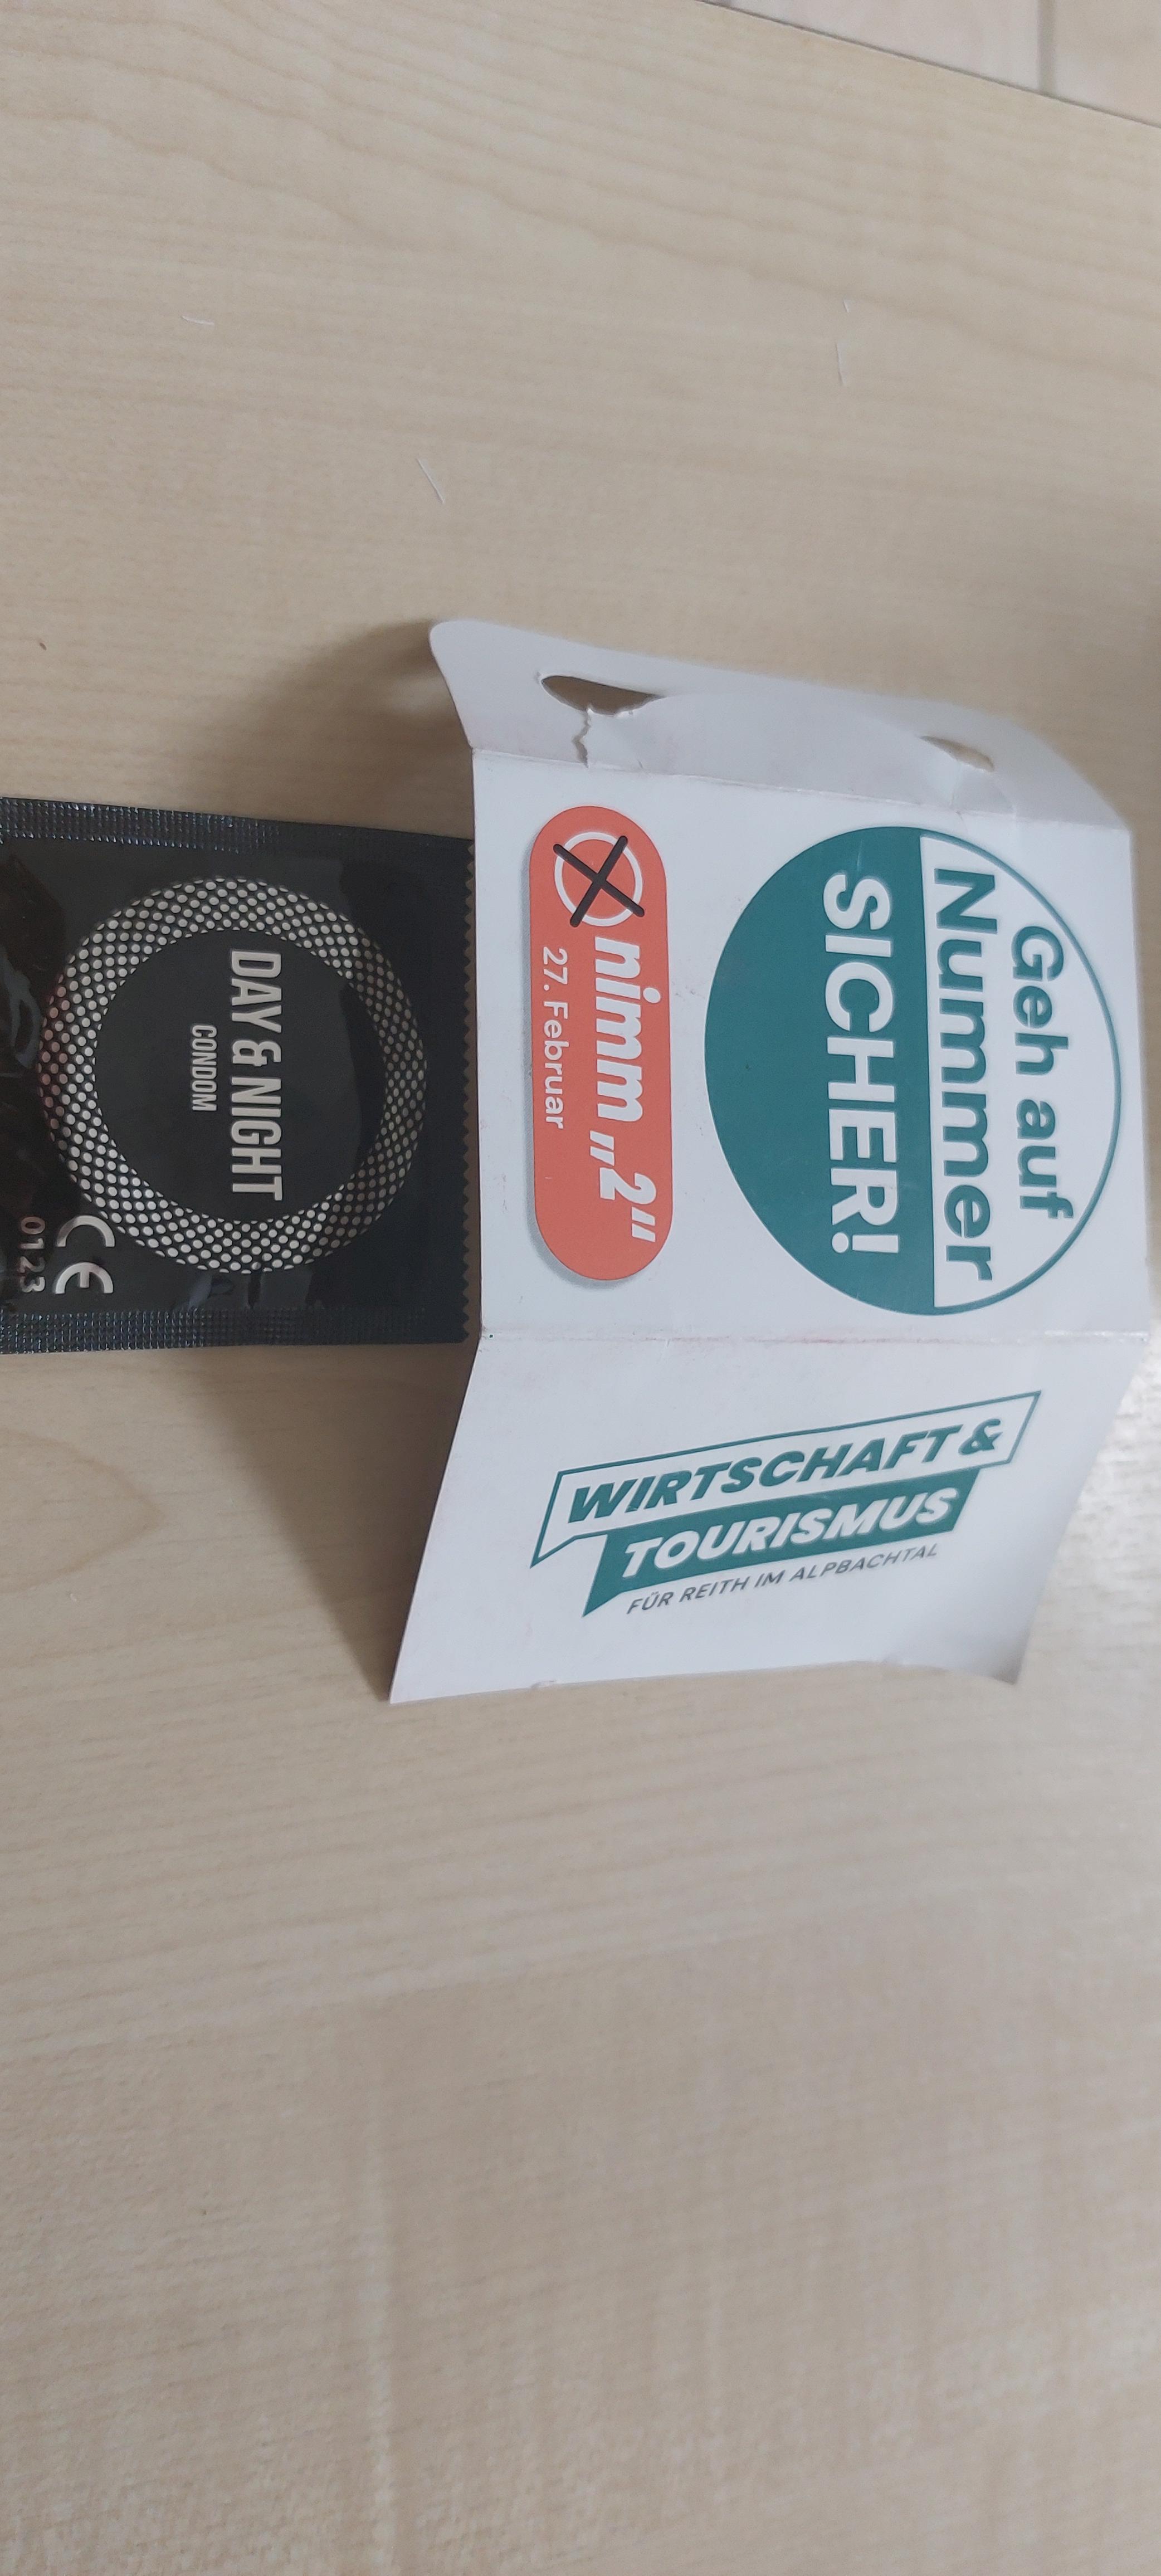 Geh auf
Nummer
SICHER!
nimm „2“
27. Februar
WIRTSCHAFT &
TOURISMUS
FÜR REITH IM ALPBACHTAL
DAY & NIGHT
CONDOM
CE
0123